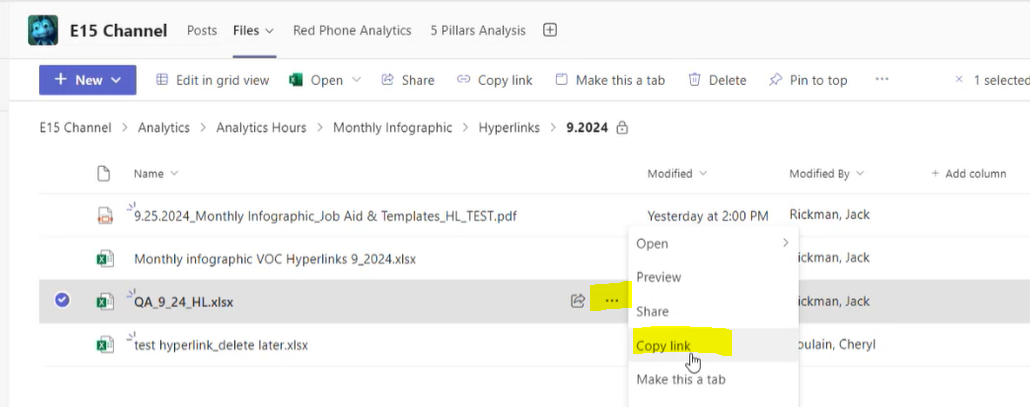 E15 Channel Posts Files Red Phone Analytics 5 Pillars Analysis
+ New Edit in grid view Open Share Copy link Make this a tab Delete Pin to top ... × 1 selected
E15 Channel > Analytics > Analytics Hours > Monthly Infographic > Hyperlinks > 9.2024
Name Modified Modified By + Add column
9.25.2024_Monthly Infographic_Job Aid & Templates_HL_TEST.pdf Yesterday at 2:00 PM Rickman, Jack
Open
Monthly infographic VOC Hyperlinks 9_2024.xlsx ickman, Jack
Preview
QA_9_24_HL.xlsx ... ickman, Jack
Share
test hyperlink_delete later.xlsx Copy link oulain, Cheryl
Make this a tab